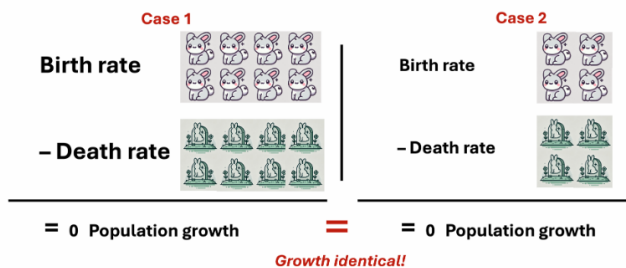 Case 1
Case 2
Birth rate
Birth rate
– Death rate
– Death rate
= 0 Population growth
=
= 0 Population growth
Growth identical!